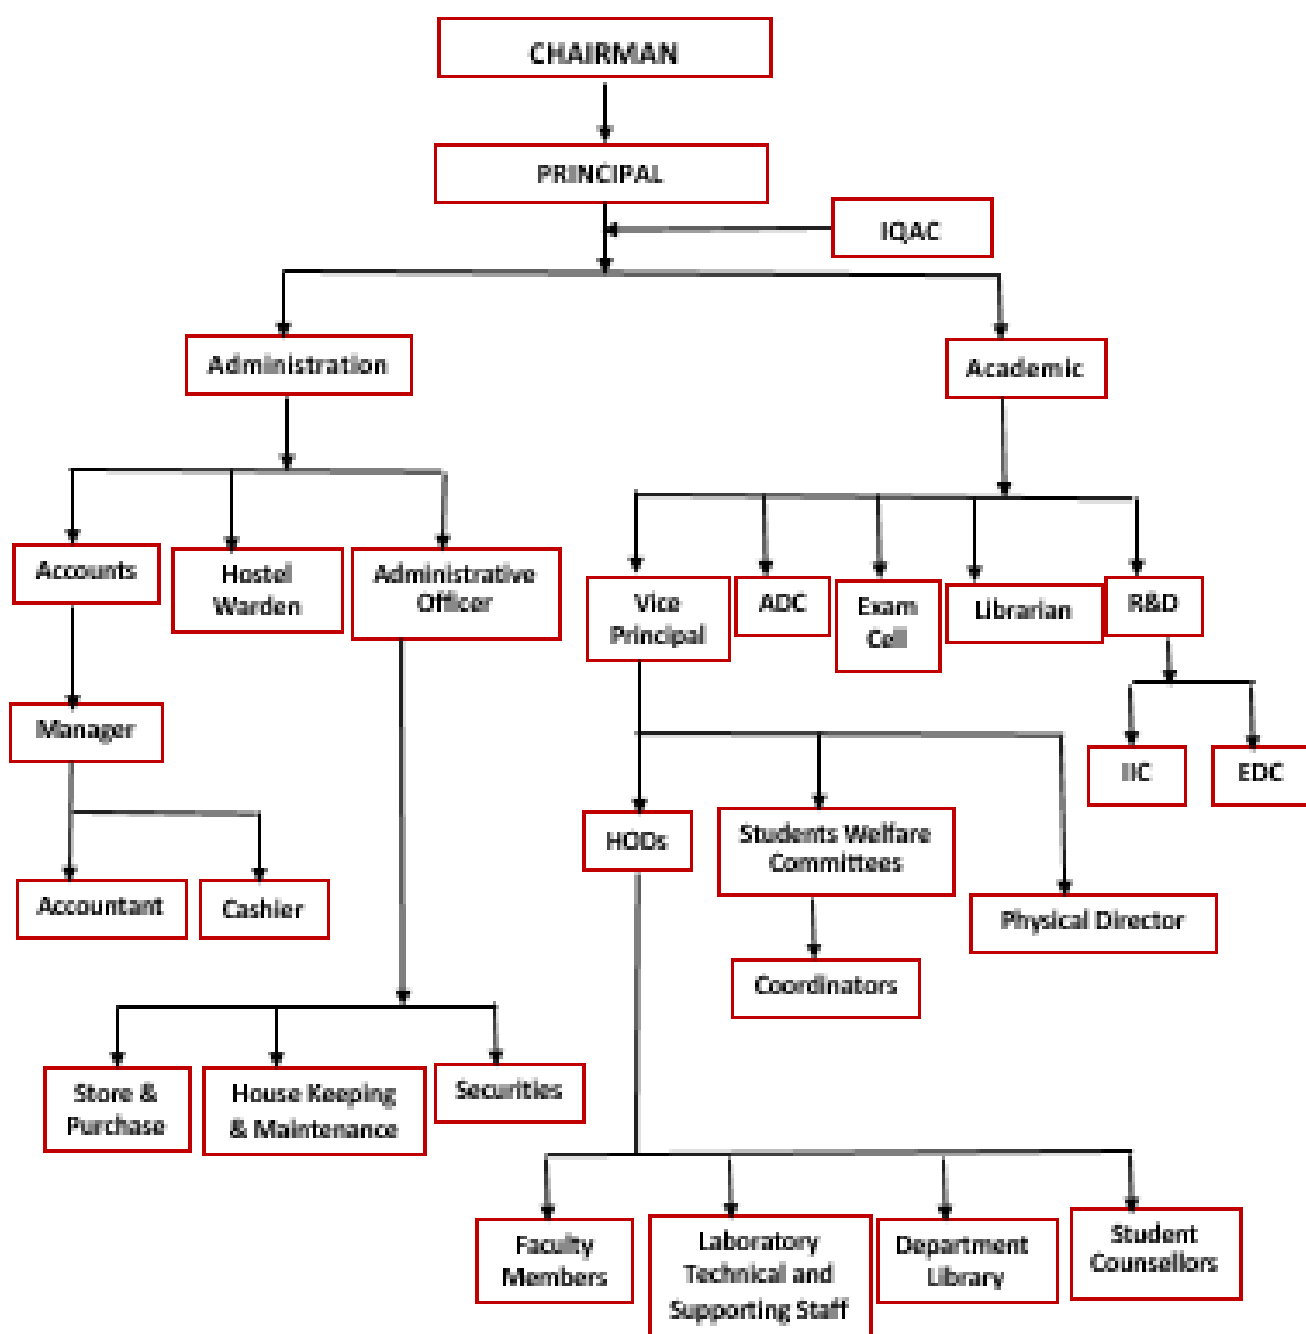 CHAIRMAN
PRINCIPAL
IQAC
Administration
Academic
Accounts
Hostel
Warden
Administrative
Officer
Vice
Principal
ADC
Exam
Cell
Librarian
R&D
Manager
IIC
EDC
HODs
Students Welfare
Committees
Accountant
Cashier
Physical Director
Coordinators
Store &
Purchase
House Keeping
& Maintenance
Securities
Faculty
Members
Laboratory
Technical and
Supporting Staff
Department
Library
Student
Counsellors